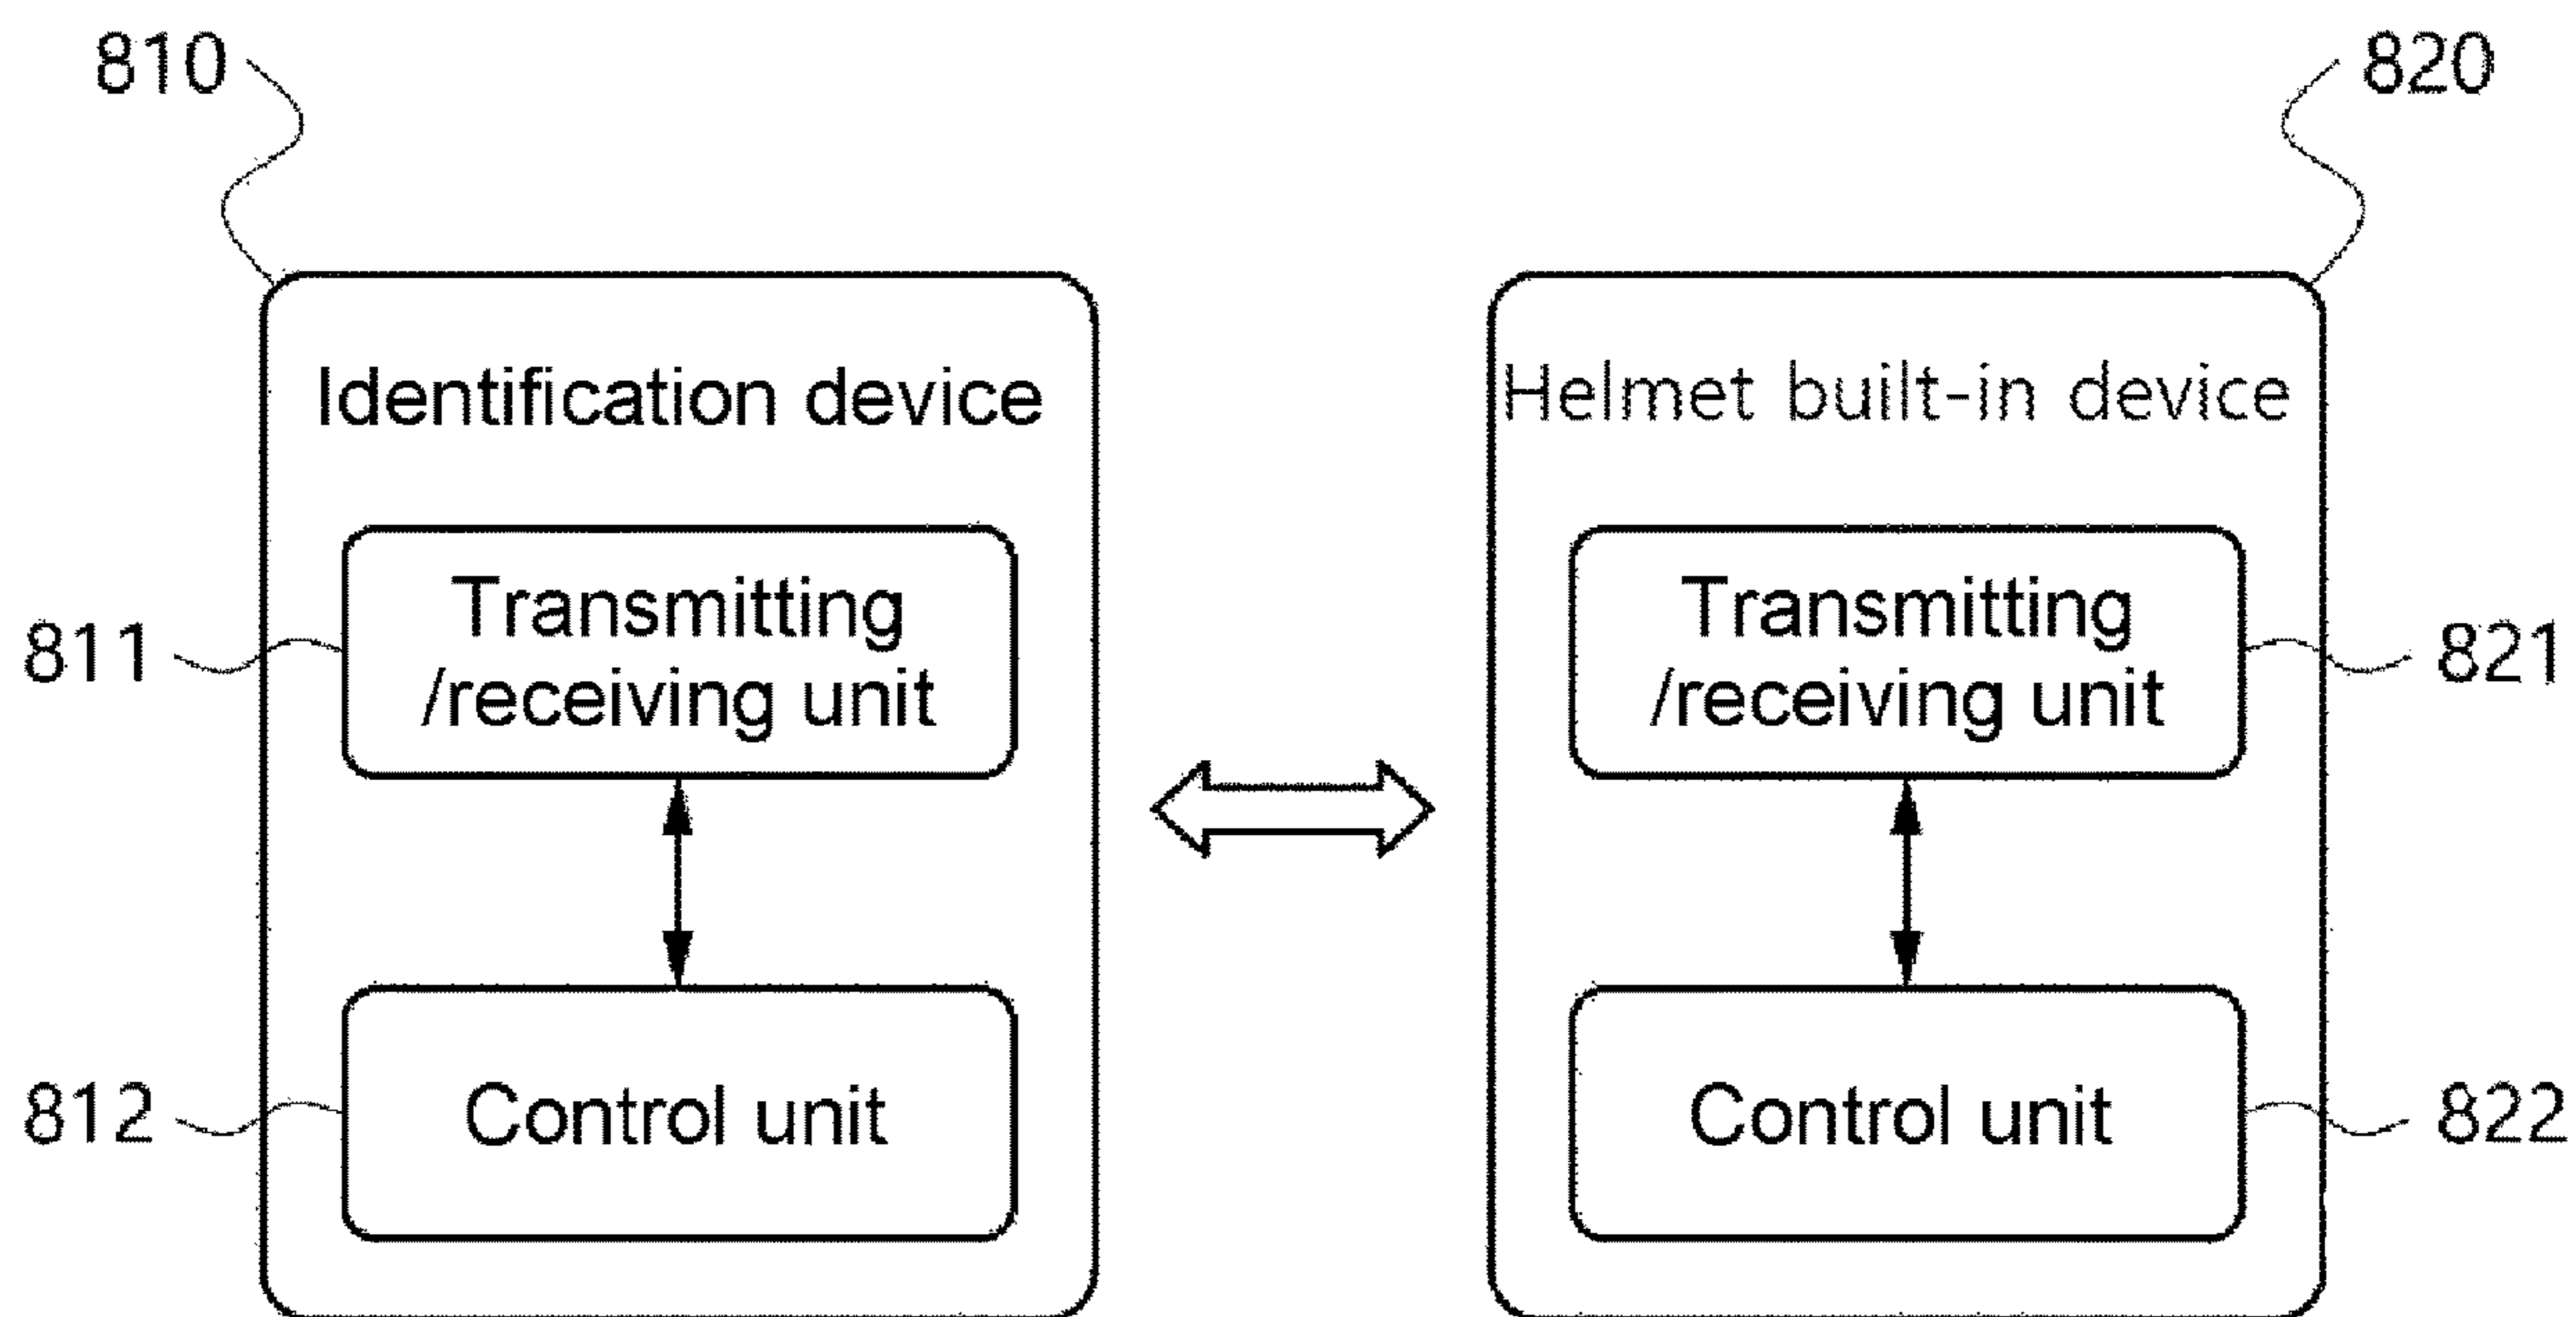 810
820
Identification device
Helmet built-in device
Transmitting
/receiving unit
Transmitting
/receiving unit
811
821
Control unit
Control unit
812
822